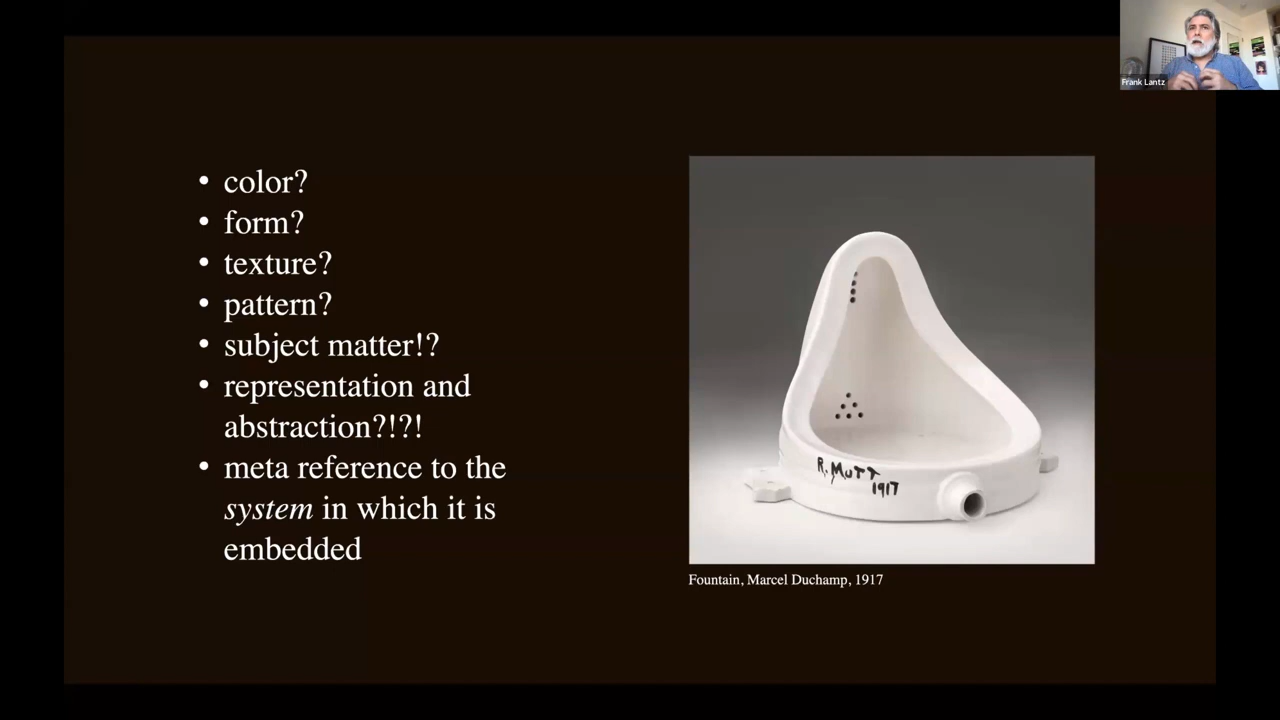 Frank Lantz
• color?
• form?
• texture?
• pattern?
• subject matter!?
• representation and
abstraction?!?!
• meta reference to the
system in which it is
embedded
R. MUTT
1917
Fountain, Marcel Duchamp, 1917